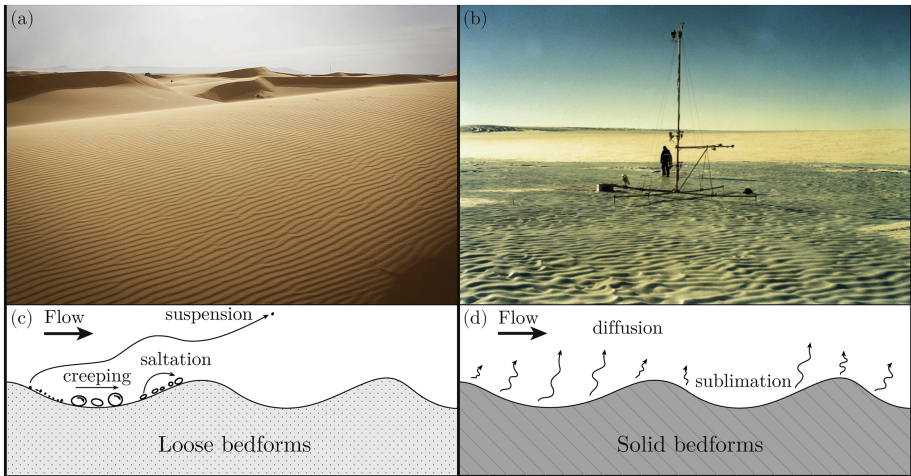 (a)
(b)
(c)
Flow
suspension
saltation
creeping
Loose bedforms
(d)
Flow
diffusion
sublimation
Solid bedforms